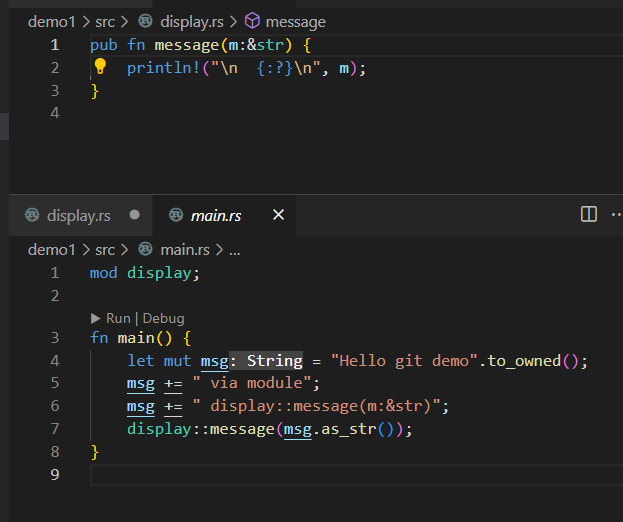 demo1 > src > display.rs > message
1 pub fn message(m:&str) {
2     println!("\n  {:?}\n", m);
3 }
4
display.rs ● main.rs ×
demo1 > src > main.rs > ...
1 mod display;
2
Run | Debug
3 fn main() {
4     let mut msg: String = "Hello git demo".to_owned();
5     msg += " via module";
6     msg += " display::message(m:&str)";
7     display::message(msg.as_str());
8 }
9